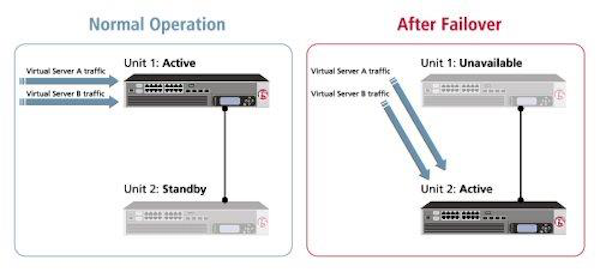 Normal Operation
Unit 1: Active
Virtual Server A traffic
Virtual Server B traffic
Unit 2: Standby
After Failover
Unit 1: Unavailable
Virtual Server A traffic
Virtual Server B traffic
Unit 2: Active